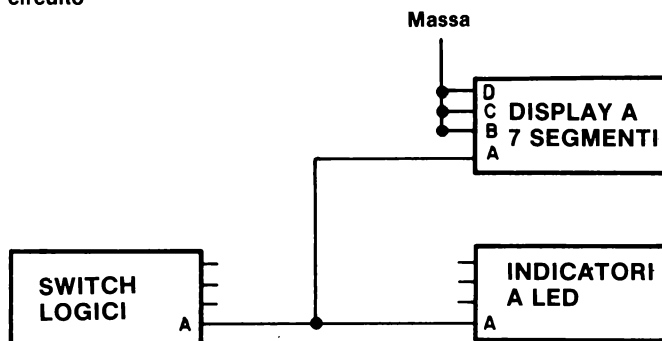 circuito
Massa
D
C
B
A
DISPLAY A
7 SEGMENTI
SWITCH
LOGICI
A
INDICATORI
A LED
A